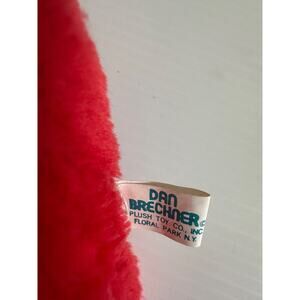 DAN
BRECHNER
PLUSH TOY, CO., INC.
FLORAL PARK N.Y.